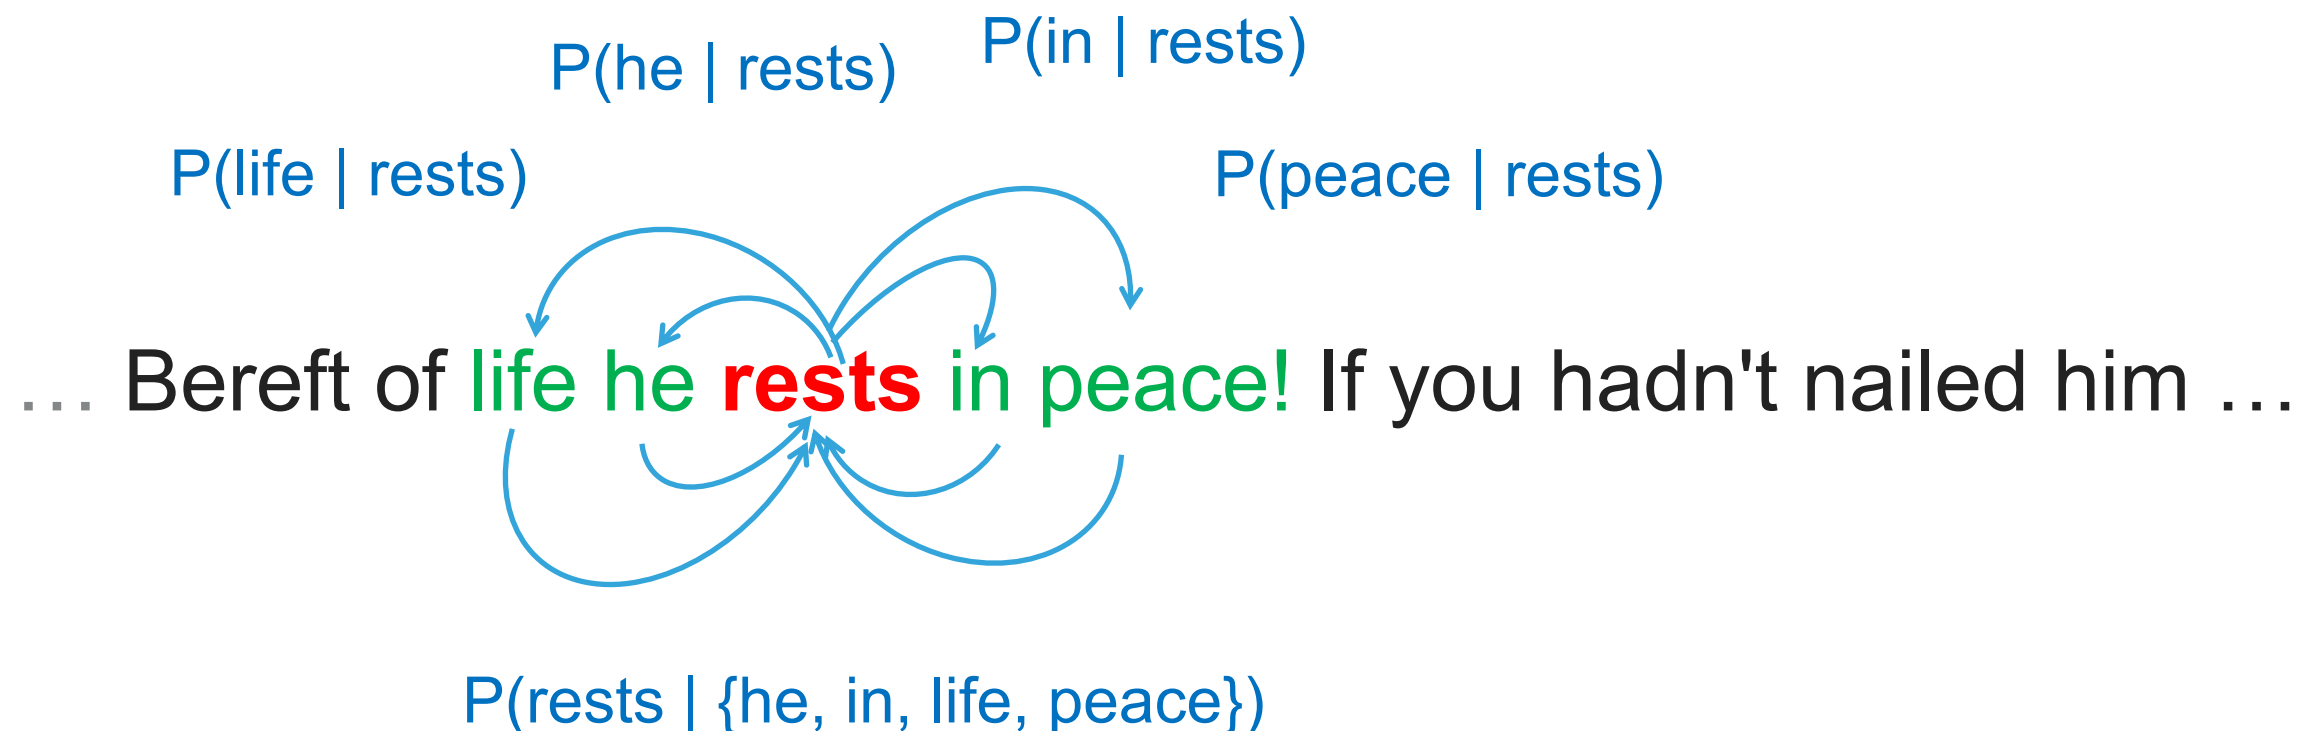 P(in | rests)
P(he | rests)
P(life | rests)
P(peace | rests)
… Bereft of life he rests in peace! If you hadn't nailed him …
P(rests | {he, in, life, peace})